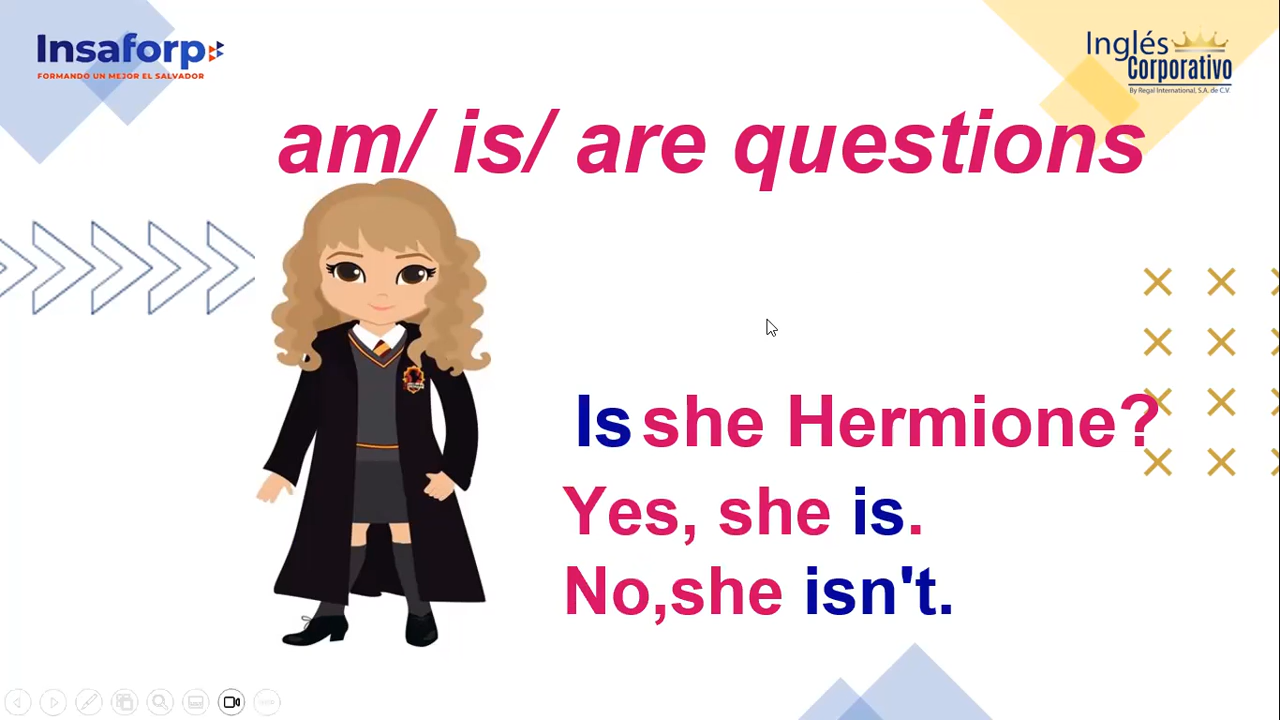 Insaforp
FORMANDO UN MEJOR EL SALVADOR
Inglés
Corporativo
By Regal International, S.A. de C.V.
am/ is/ are questions
Is she Hermione?
Yes, she is.
No,she isn't.